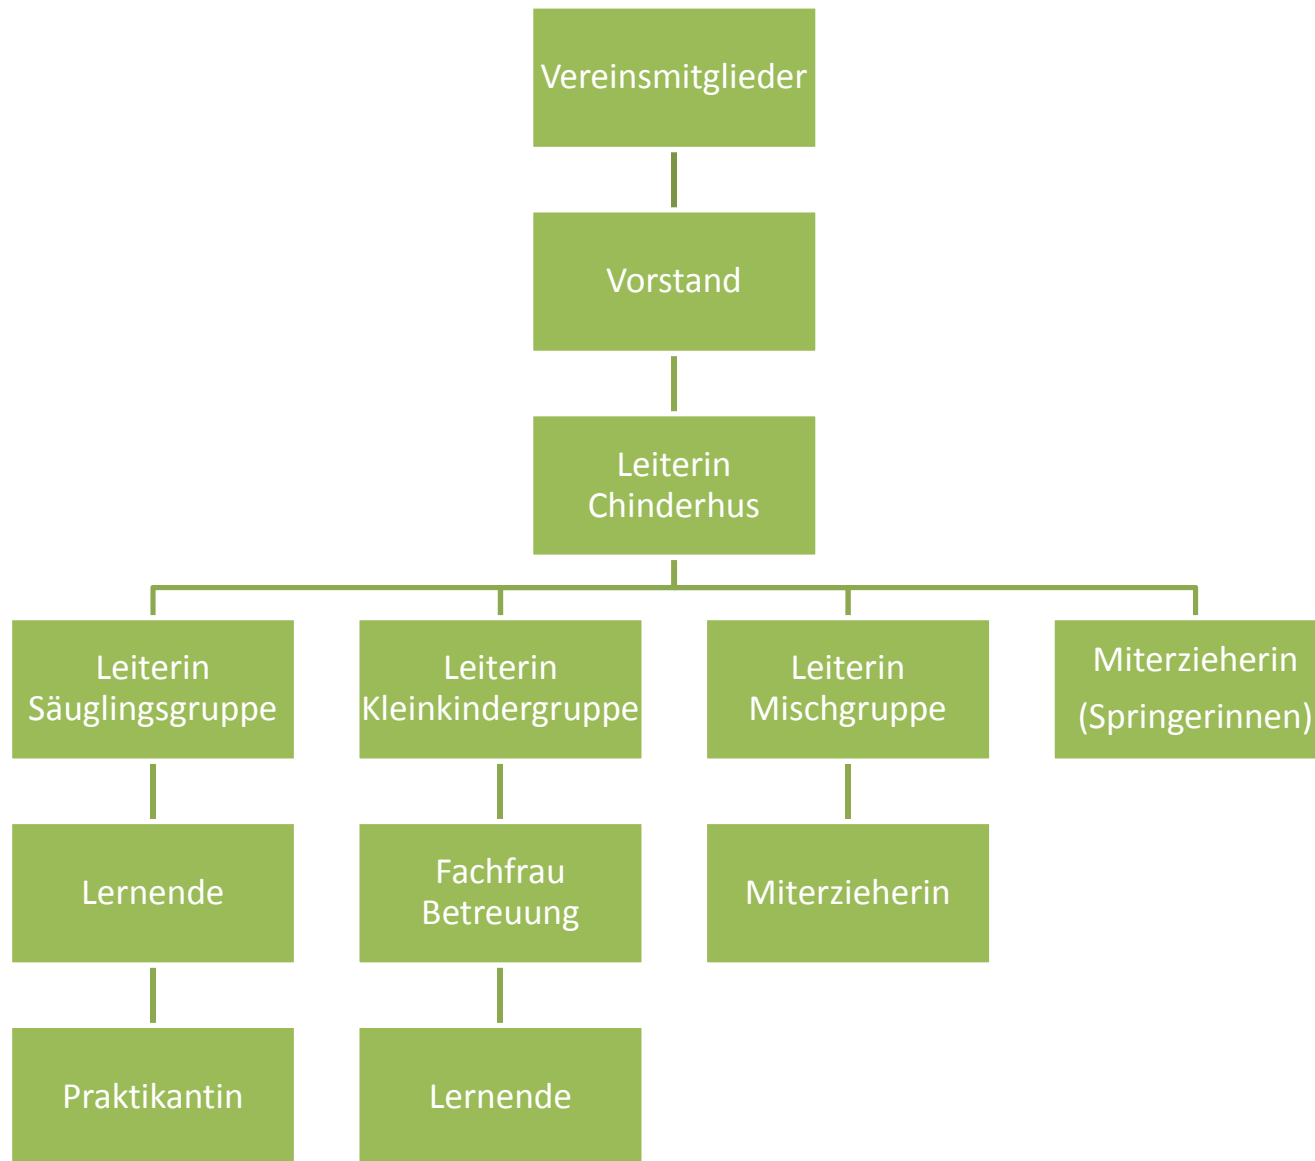 Vereinsmitglieder
Vorstand
Leiterin
Chinderhus
Leiterin
Säuglingsgruppe
Leiterin
Kleinkindergruppe
Leiterin
Mischgruppe
Miterzieherin
(Springerinnen)
Lernende
Fachfrau
Betreuung
Miterzieherin
Praktikantin
Lernende